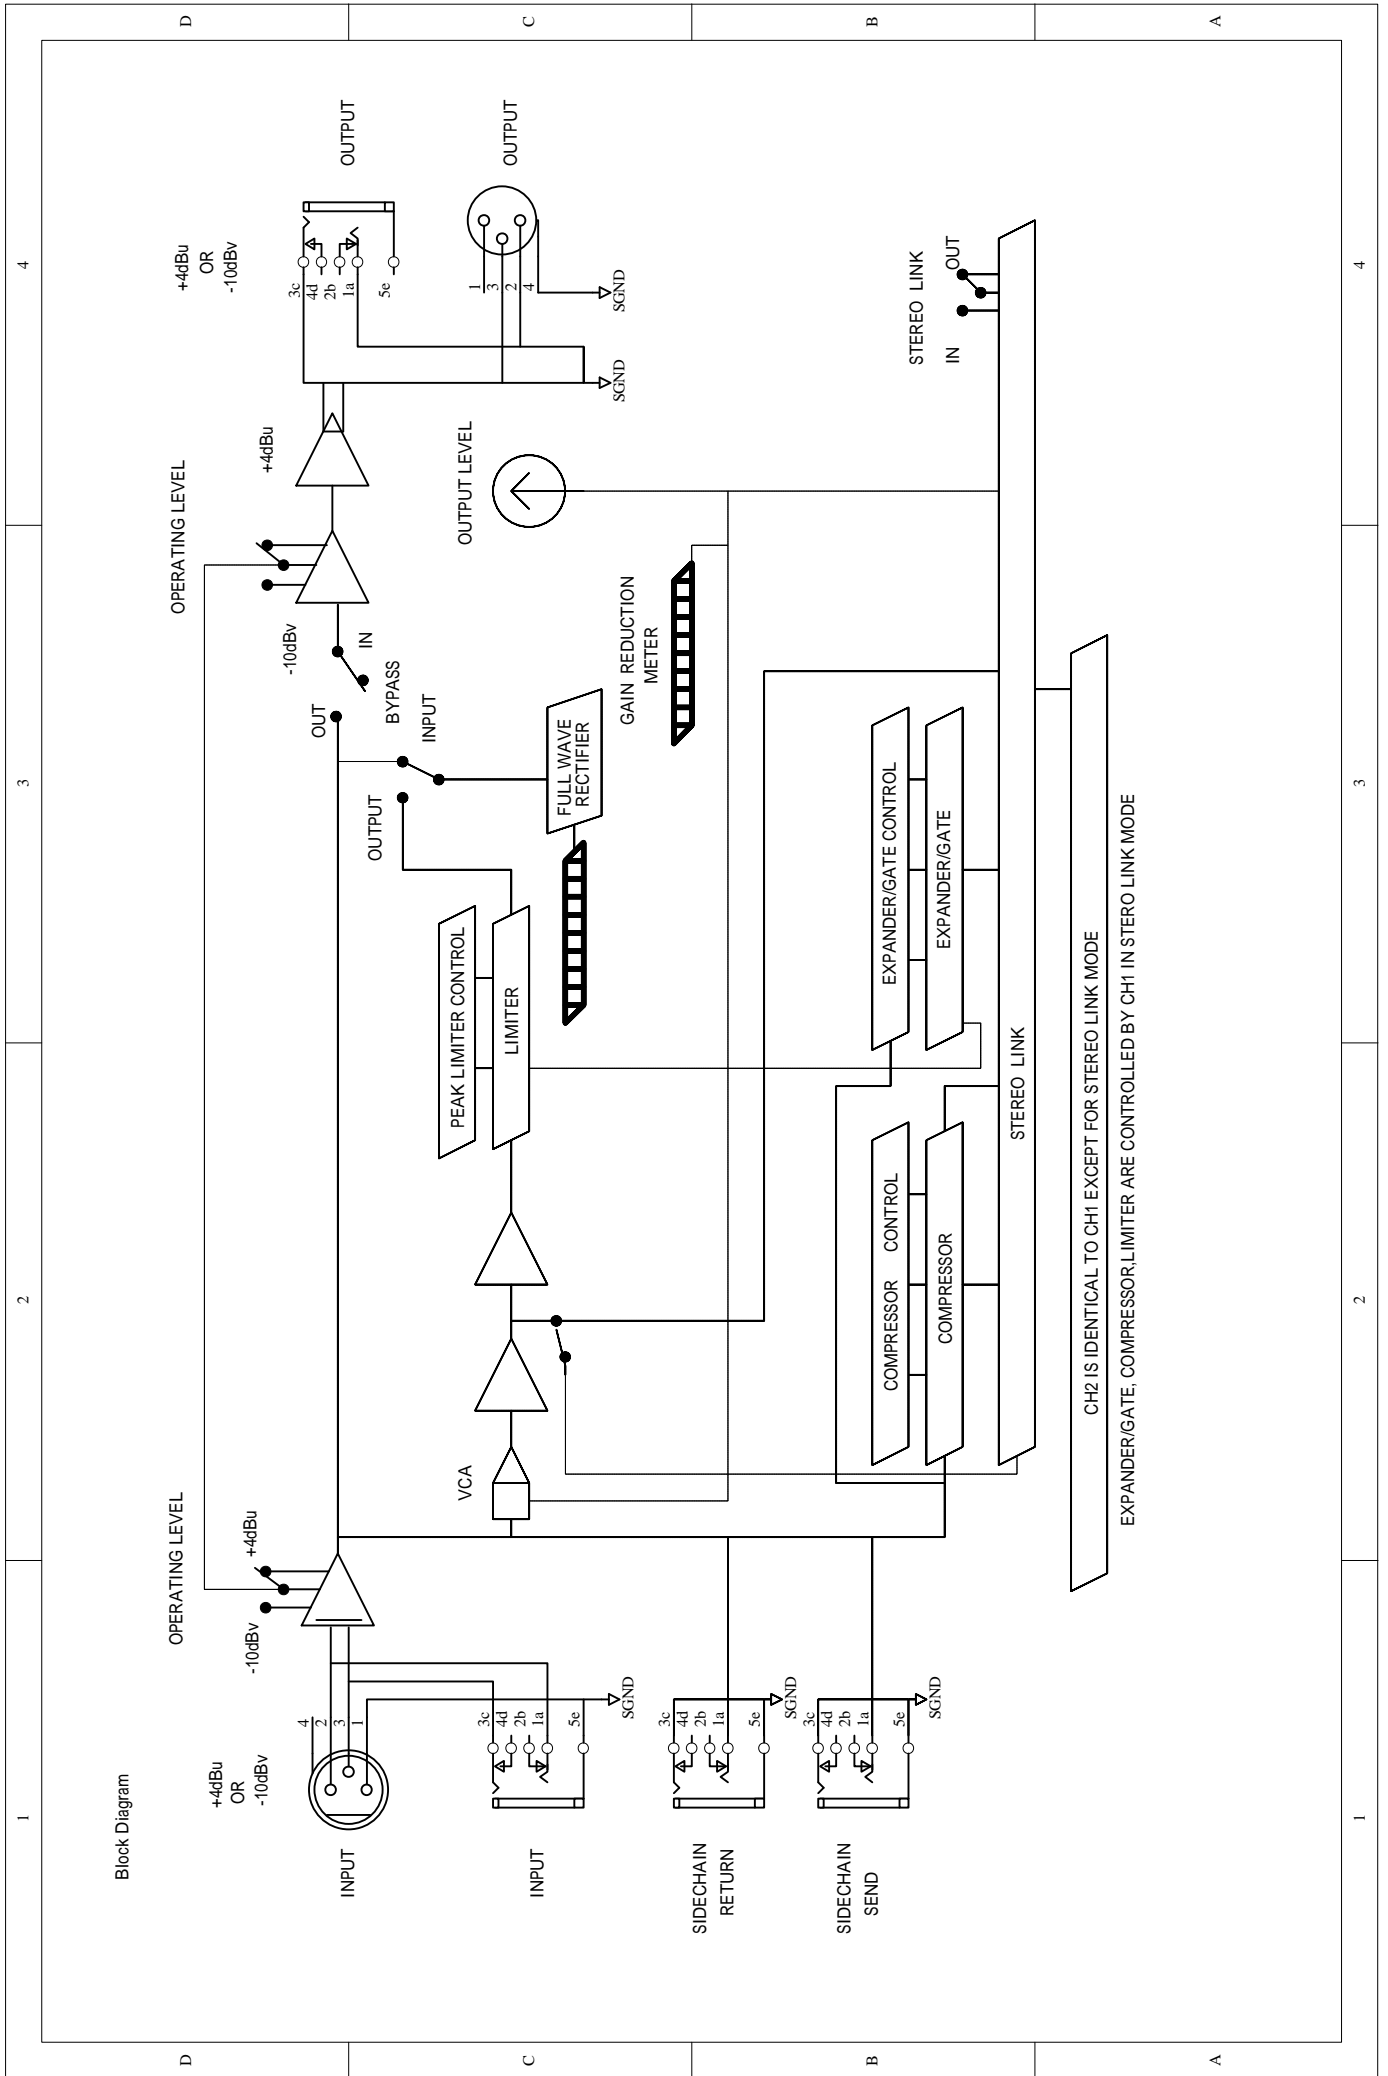 Block Diagram
INPUT
+4dBu
OR
-10dBv
4
2
3
1
OPERATING LEVEL
-10dBv
+4dBu
INPUT
3c
4d
2b
1a
5e
SGND
SIDECHAIN
RETURN
3c
4d
2b
1a
5e
SGND
SIDECHAIN
SEND
3c
4d
2b
1a
5e
SGND
VCA
PEAK LIMITER CONTROL
LIMITER
OUTPUT
INPUT
OUT
BYPASS
IN
FULL WAVE
RECTIFIER
GAIN REDUCTION
METER
OPERATING LEVEL
-10dBv
+4dBu
OUTPUT LEVEL
+4dBu
OR
-10dBv
3c
4d
2b
1a
5e
OUTPUT
1
3
2
4
OUTPUT
SGND
SGND
COMPRESSOR CONTROL
COMPRESSOR
EXPANDER/GATE CONTROL
EXPANDER/GATE
STEREO LINK
STEREO LINK
IN
OUT
CH2 IS IDENTICAL TO CH1 EXCEPT FOR STEREO LINK MODE
EXPANDER/GATE, COMPRESSOR,LIMITER ARE CONTROLLED BY CH1 IN STERO LINK MODE
1
2
3
4
1
2
3
4
D
C
B
A
D
C
B
A